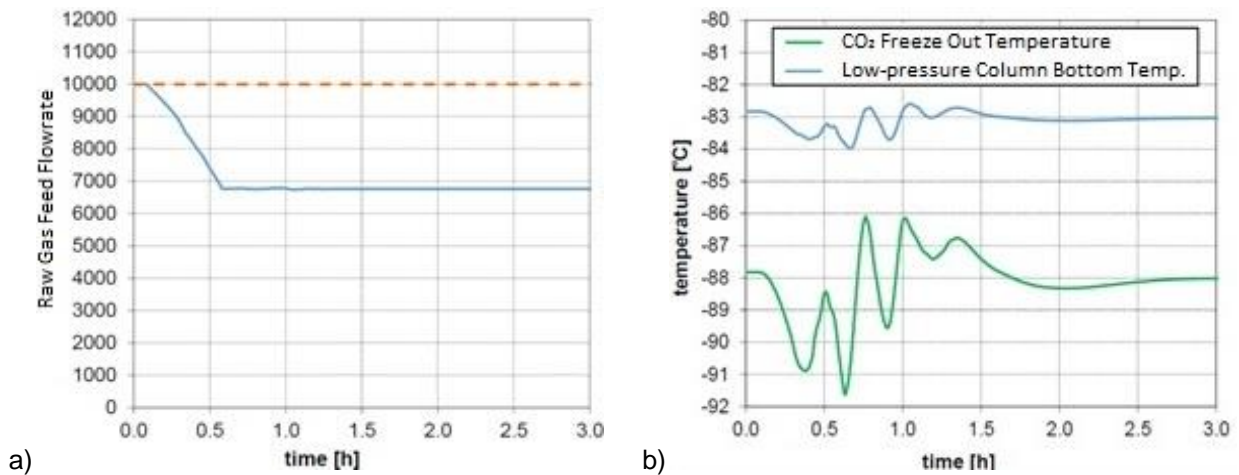 12000
11000
10000
9000
8000
7000
6000
5000
4000
3000
2000
1000
0
Raw Gas Feed Flowrate
0.0 0.5 1.0 1.5 2.0 2.5 3.0
time [h]
a)
-80
-81
-82
-83
-84
-85
-86
-87
-88
-89
-90
-91
-92
temperature [°C]
CO₂ Freeze Out Temperature
Low-pressure Column Bottom Temp.
0.0 0.5 1.0 1.5 2.0 2.5 3.0
time [h]
b)